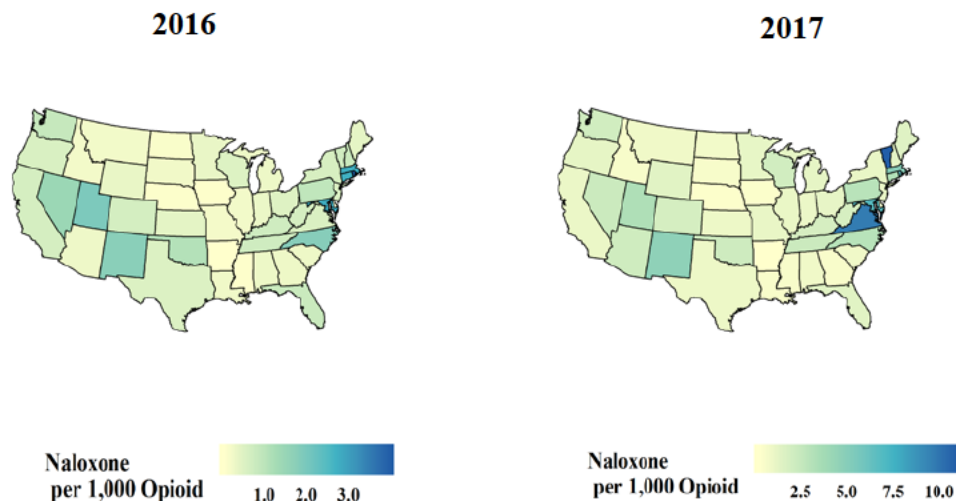 2016
2017
Naloxone
per 1,000 Opioid
1.0 2.0 3.0
Naloxone
per 1,000 Opioid
2.5 5.0 7.5 10.0